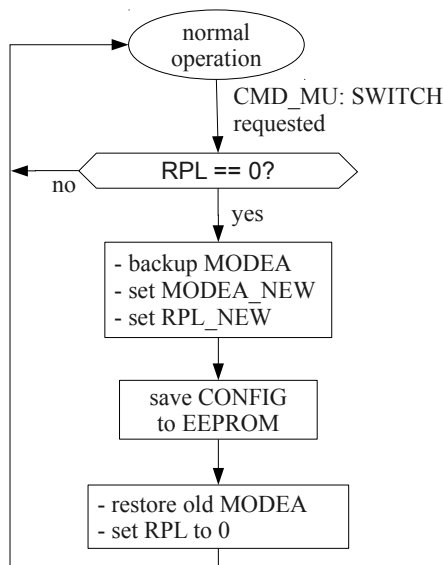 normal
operation
CMD_MU: SWITCH
requested
RPL == 0?
no
yes
- backup MODEA
- set MODEA_NEW
- set RPL_NEW
save CONFIG
to EEPROM
- restore old MODEA
- set RPL to 0